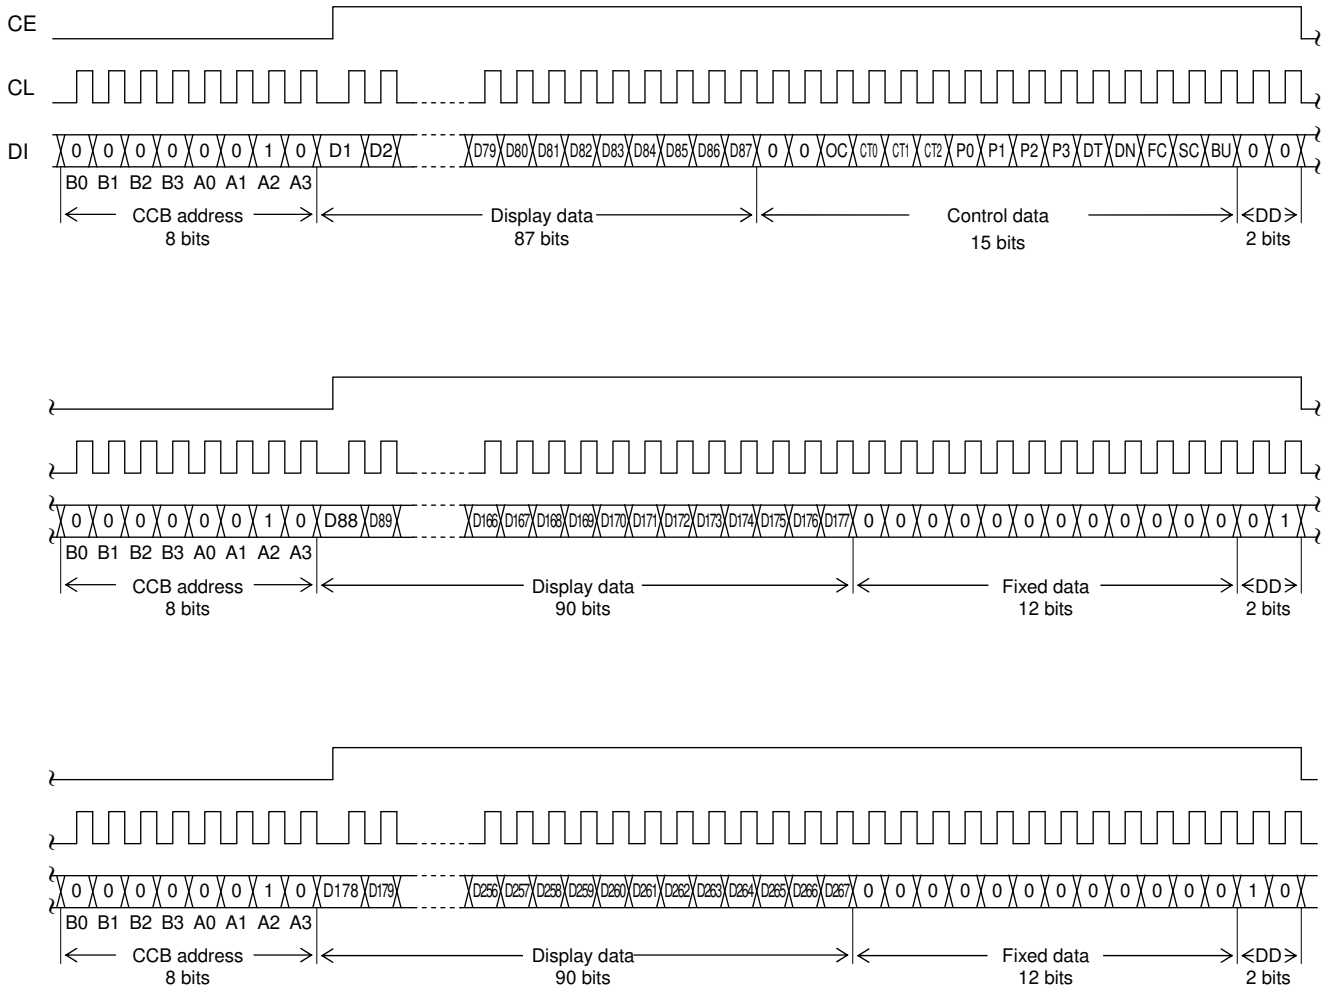 CE
CL
DI 0 0 0 0 0 0 1 0 D1 D2 D79 D80 D81 D82 D83 D84 D85 D86 D87 0 0 OC CT0 CT1 CT2 P0 P1 P2 P3 DT DN FC SC BU 0 0
B0 B1 B2 B3 A0 A1 A2 A3
CCB address Display data Control data DD
8 bits 87 bits 15 bits 2 bits
0 0 0 0 0 0 1 0 D88 D89 D166 D167 D168 D169 D170 D171 D172 D173 D174 D175 D176 D177 0 0 0 0 0 0 0 0 0 0 0 0 0 1
B0 B1 B2 B3 A0 A1 A2 A3
CCB address Display data Fixed data DD
8 bits 90 bits 12 bits 2 bits
0 0 0 0 0 0 1 0 D178 D179 D256 D257 D258 D259 D260 D261 D262 D263 D264 D265 D266 D267 0 0 0 0 0 0 0 0 0 0 0 0 1 0
B0 B1 B2 B3 A0 A1 A2 A3
CCB address Display data Fixed data DD
8 bits 90 bits 12 bits 2 bits